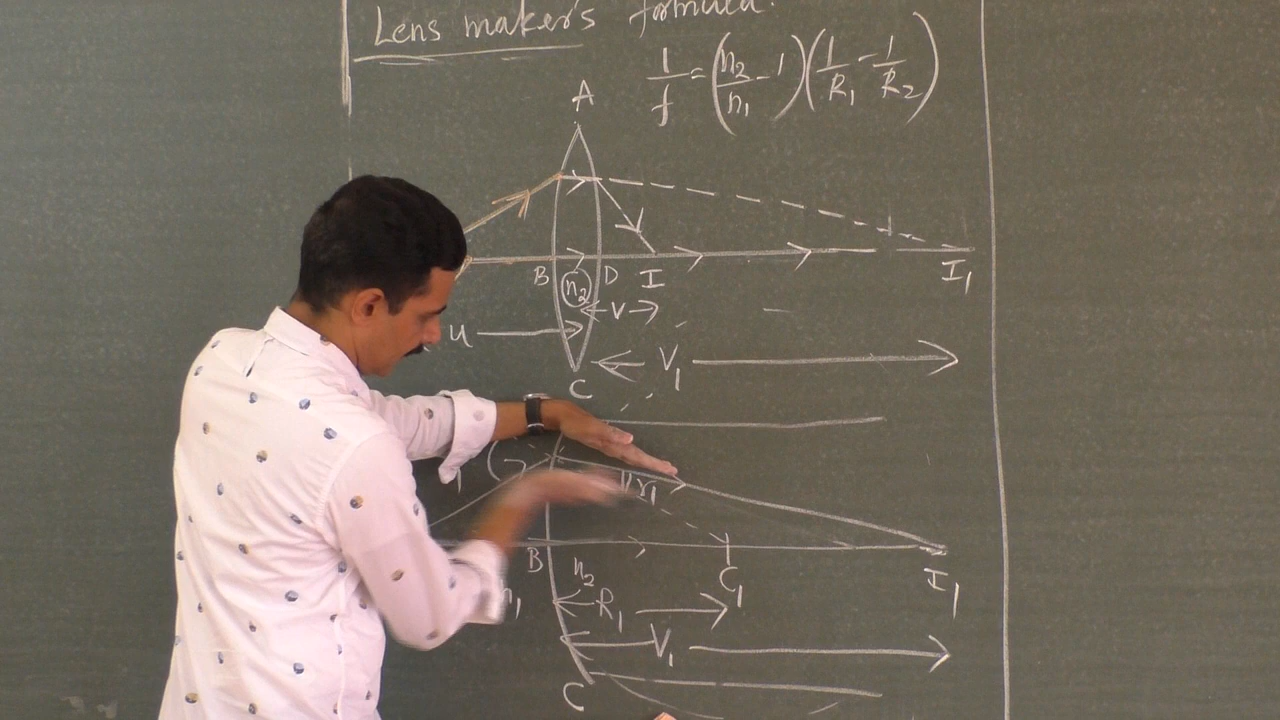 Lens maker's formula.
1/f = (n₂/n₁ - 1)(1/R₁ - 1/R₂)
A
B D I I₁
n₂
V
u
V₁
C
r₁
B C₁ I₁
n₂
n₁ R₁
V₁
C